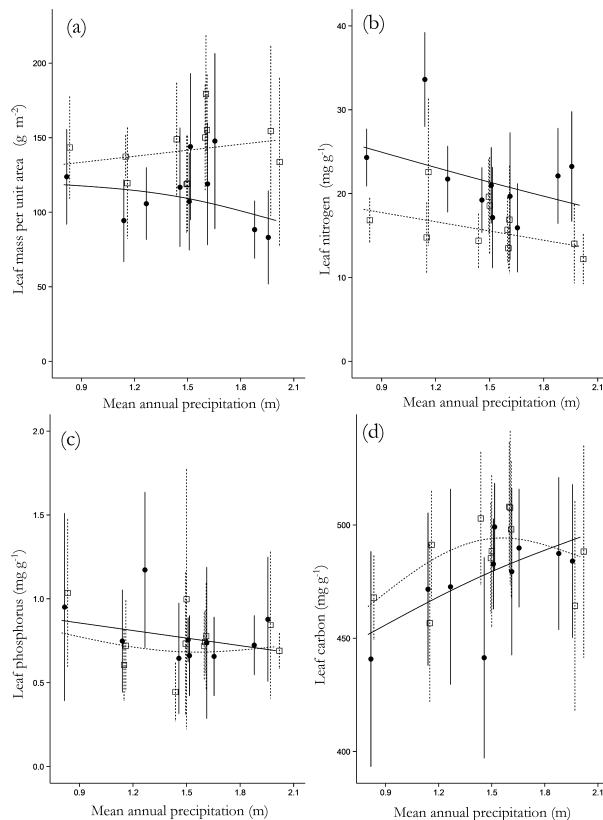 (a)
Leaf mass per unit area (g m⁻²)
200
150
100
50
0
0.9 1.2 1.5 1.8 2.1
Mean annual precipitation (m)
(b)
Leaf nitrogen (mg g⁻¹)
40
30
20
10
0
0.9 1.2 1.5 1.8 2.1
Mean annual precipitation (m)
(c)
Leaf phosphorus (mg g⁻¹)
2.0
1.5
1.0
0.5
0.0
0.9 1.2 1.5 1.8 2.1
Mean annual precipitation (m)
(d)
Leaf carbon (mg g⁻¹)
500
450
400
0.9 1.2 1.5 1.8 2.1
Mean annual precipitation (m)